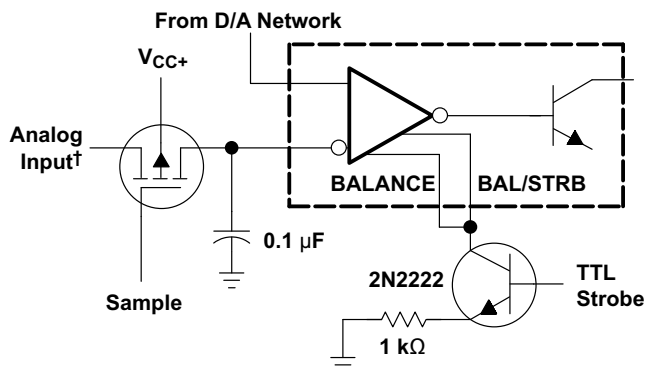 From D/A Network
VCC+
Analog
Input†
BALANCE
BAL/STRB
0.1 µF
Sample
2N2222
TTL
Strobe
1 kΩ